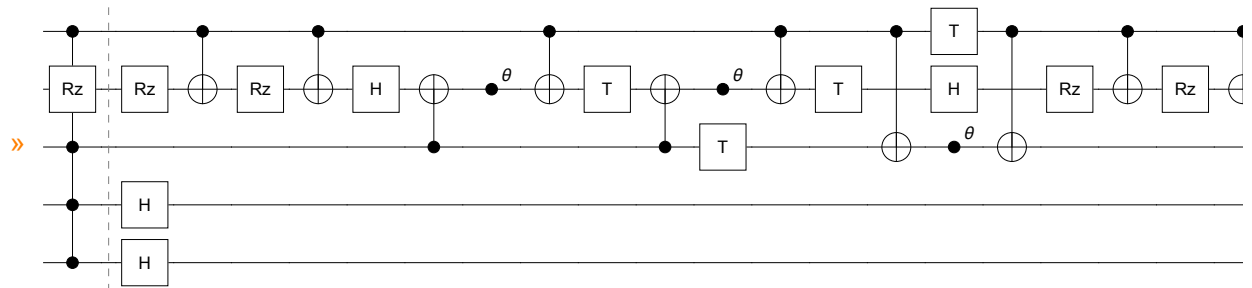 T
θ θ
Rz Rz Rz H T T H Rz Rz
θ
» T
H
H